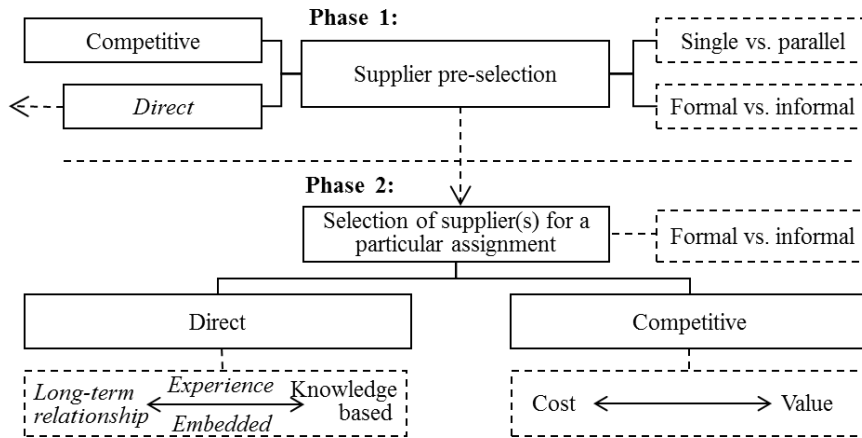 Phase 1:
Competitive
Supplier pre-selection
Single vs. parallel
Direct
Formal vs. informal
Phase 2:
Selection of supplier(s) for a
particular assignment
Formal vs. informal
Direct
Competitive
Long-term
relationship
Experience
Embedded
Knowledge
based
Cost
Value